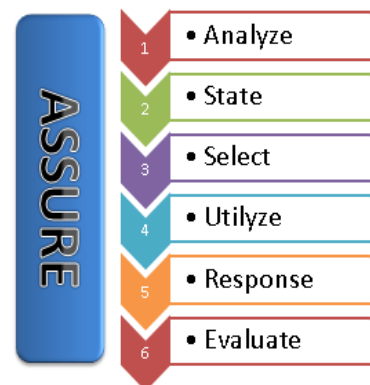 ASSURE
1
• Analyze
2
• State
3
• Select
4
• Utilyze
5
• Response
6
• Evaluate